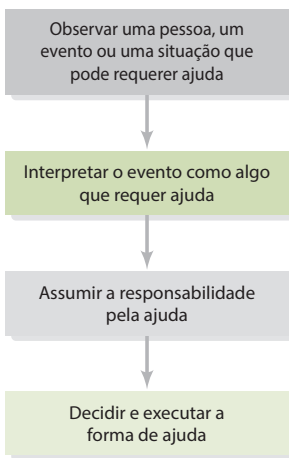 Observar uma pessoa, um
evento ou uma situação que
pode requerer ajuda
Interpretar o evento como algo
que requer ajuda
Assumir a responsabilidade
pela ajuda
Decidir e executar a
forma de ajuda